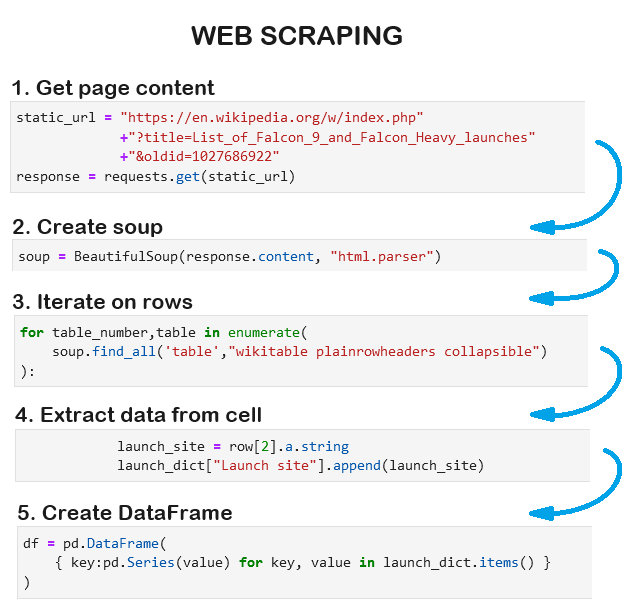 WEB SCRAPING
1. Get page content
static_url = "https://en.wikipedia.org/w/index.php"
+"?title=List_of_Falcon_9_and_Falcon_Heavy_launches"
+"&oldid=1027686922"
response = requests.get(static_url)
2. Create soup
soup = BeautifulSoup(response.content, "html.parser")
3. Iterate on rows
for table_number,table in enumerate(
soup.find_all('table',"wikitable plainrowheaders collapsible")
):
4. Extract data from cell
launch_site = row[2].a.string
launch_dict["Launch site"].append(launch_site)
5. Create DataFrame
df = pd.DataFrame(
{ key:pd.Series(value) for key, value in launch_dict.items() }
)